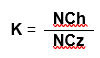 K = NCh
NCz